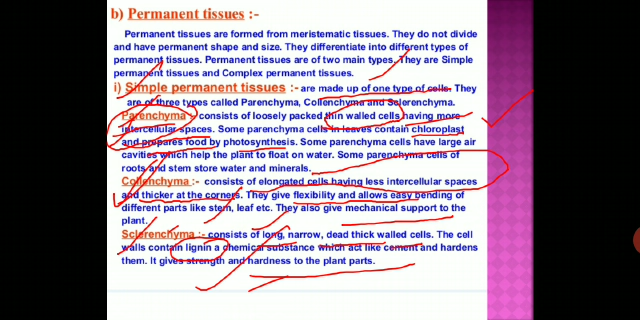 b) Permanent tissues :-
Permanent tissues are formed from meristematic tissues. They do not divide
and have permanent shape and size. They differentiate into different types of
permanent tissues. Permanent tissues are of two main types. They are Simple
permanent tissues and Complex permanent tissues.
i) Simple permanent tissues :- are made up of one type of cells. They
are of three types called Parenchyma, Collenchyma and Sclerenchyma.
Parenchyma :- consists of loosely packed thin walled cells having more
intercellular spaces. Some parenchyma cells in leaves contain chloroplast
and prepares food by photosynthesis. Some parenchyma cells have large air
cavities which help the plant to float on water. Some parenchyma cells of
roots and stem store water and minerals.
Collenchyma :- consists of elongated cells having less intercellular spaces
and thicker at the corners. They give flexibility and allows easy bending of
different parts like stem, leaf etc. They also give mechanical support to the
plant.
Sclerenchyma :- consists of long, narrow, dead thick walled cells. The cell
walls contain lignin a chemical substance which act like cement and hardens
them. It gives strength and hardness to the plant parts.